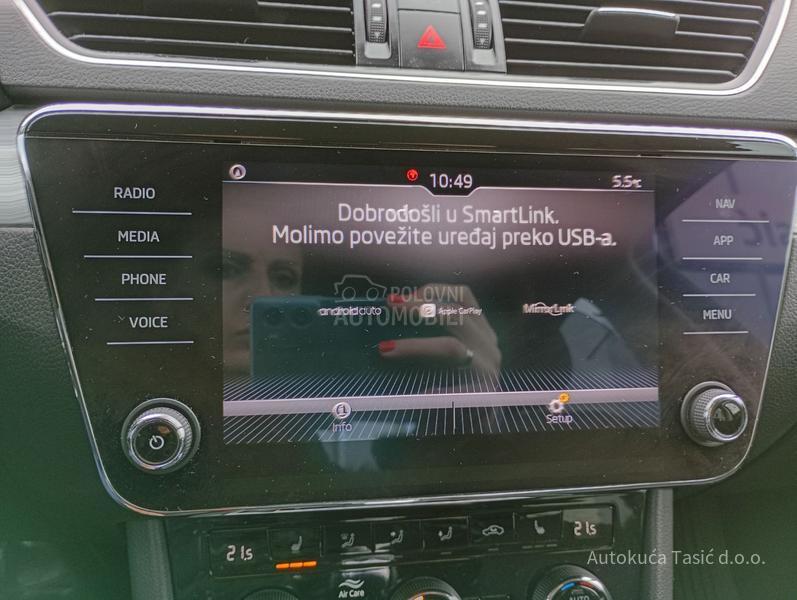 10:49
5.5°C
Dobrodošli u SmartLink.
Molimo povežite uređaj preko USB-a.
RADIO
MEDIA
PHONE
VOICE
NAV
APP
CAR
MENU
POLOVNI
AUTOMOBILI
androidauto
Apple CarPlay
MirrorLink
Info
Setup
21.5
21.5
Air Care
AUTO
Autokuća Tasić d.o.o.